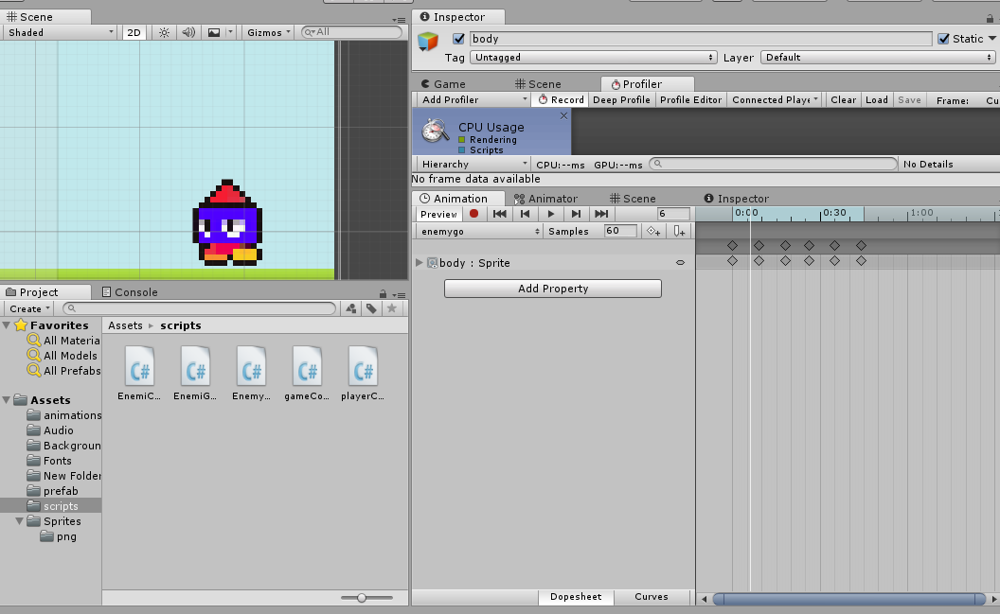 Scene
Shaded 2D Gizmos All
Inspector
body Static
Tag Untagged Layer Default
Game Scene Profiler
Add Profiler Record Deep Profile Profile Editor Connected Playe Clear Load Save Frame: Cu
CPU Usage
Rendering
Scripts
Hierarchy CPU:--ms GPU:--ms No Details
No frame data available
Animation Animator Scene Inspector
Preview 6 0:00 0:30 1:00
enemygo Samples 60
body : Sprite
Add Property
Dopesheet Curves
Project Console
Create
Favorites
All Materia
All Models
All Prefabs
Assets
animations
Audio
Backgroun
Fonts
New Folder
prefab
scripts
Sprites
png
Assets ▸ scripts
C# C# C# C# C#
EnemiC... EnemiG... Enemy... gameCo... playerC...